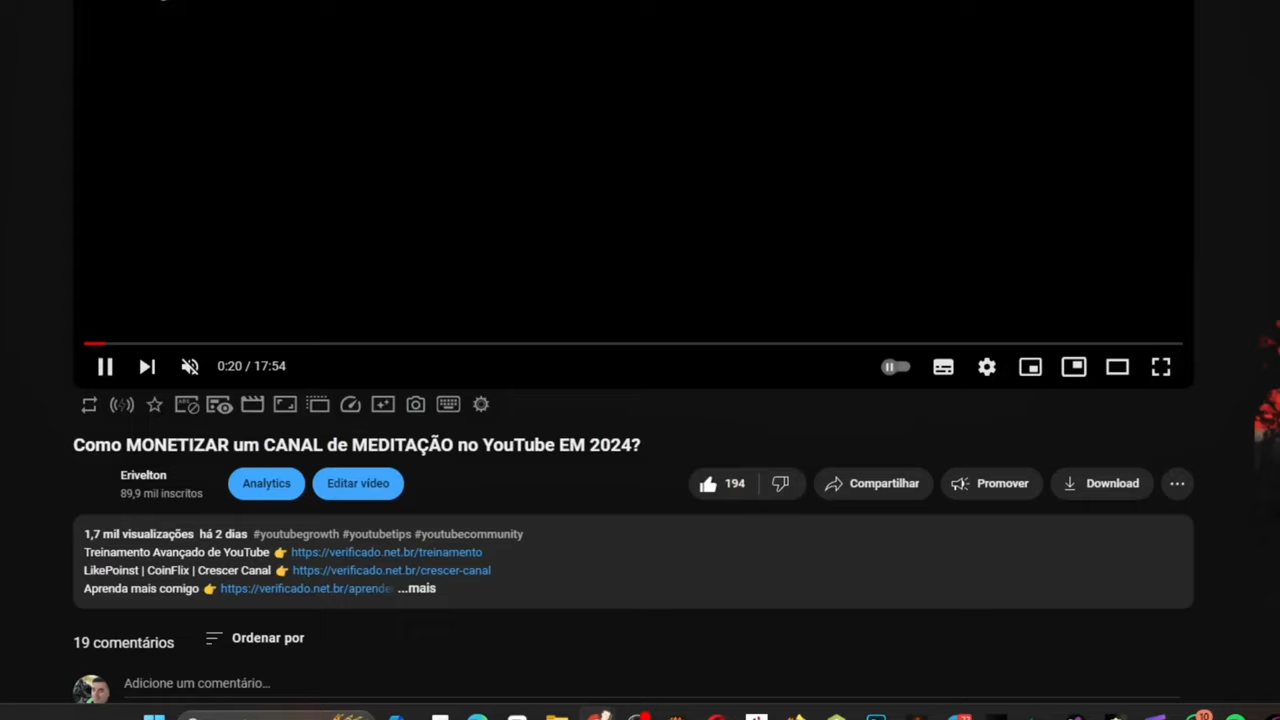 0:20 / 17:54
Como MONETIZAR um CANAL de MEDITAÇÃO no YouTube EM 2024?
Erivelton
89,9 mil inscritos
Analytics
Editar vídeo
194
Compartilhar
Promover
Download
1,7 mil visualizações há 2 dias #youtubegrowth #youtubetips #youtubecommunity
Treinamento Avançado de YouTube 👉 https://verificado.net.br/treinamento
LikePoinst | CoinFlix | Crescer Canal 👉 https://verificado.net.br/crescer-canal
Aprenda mais comigo 👉 https://verificado.net.br/aprende ...mais
19 comentários
Ordenar por
Adicione um comentário...